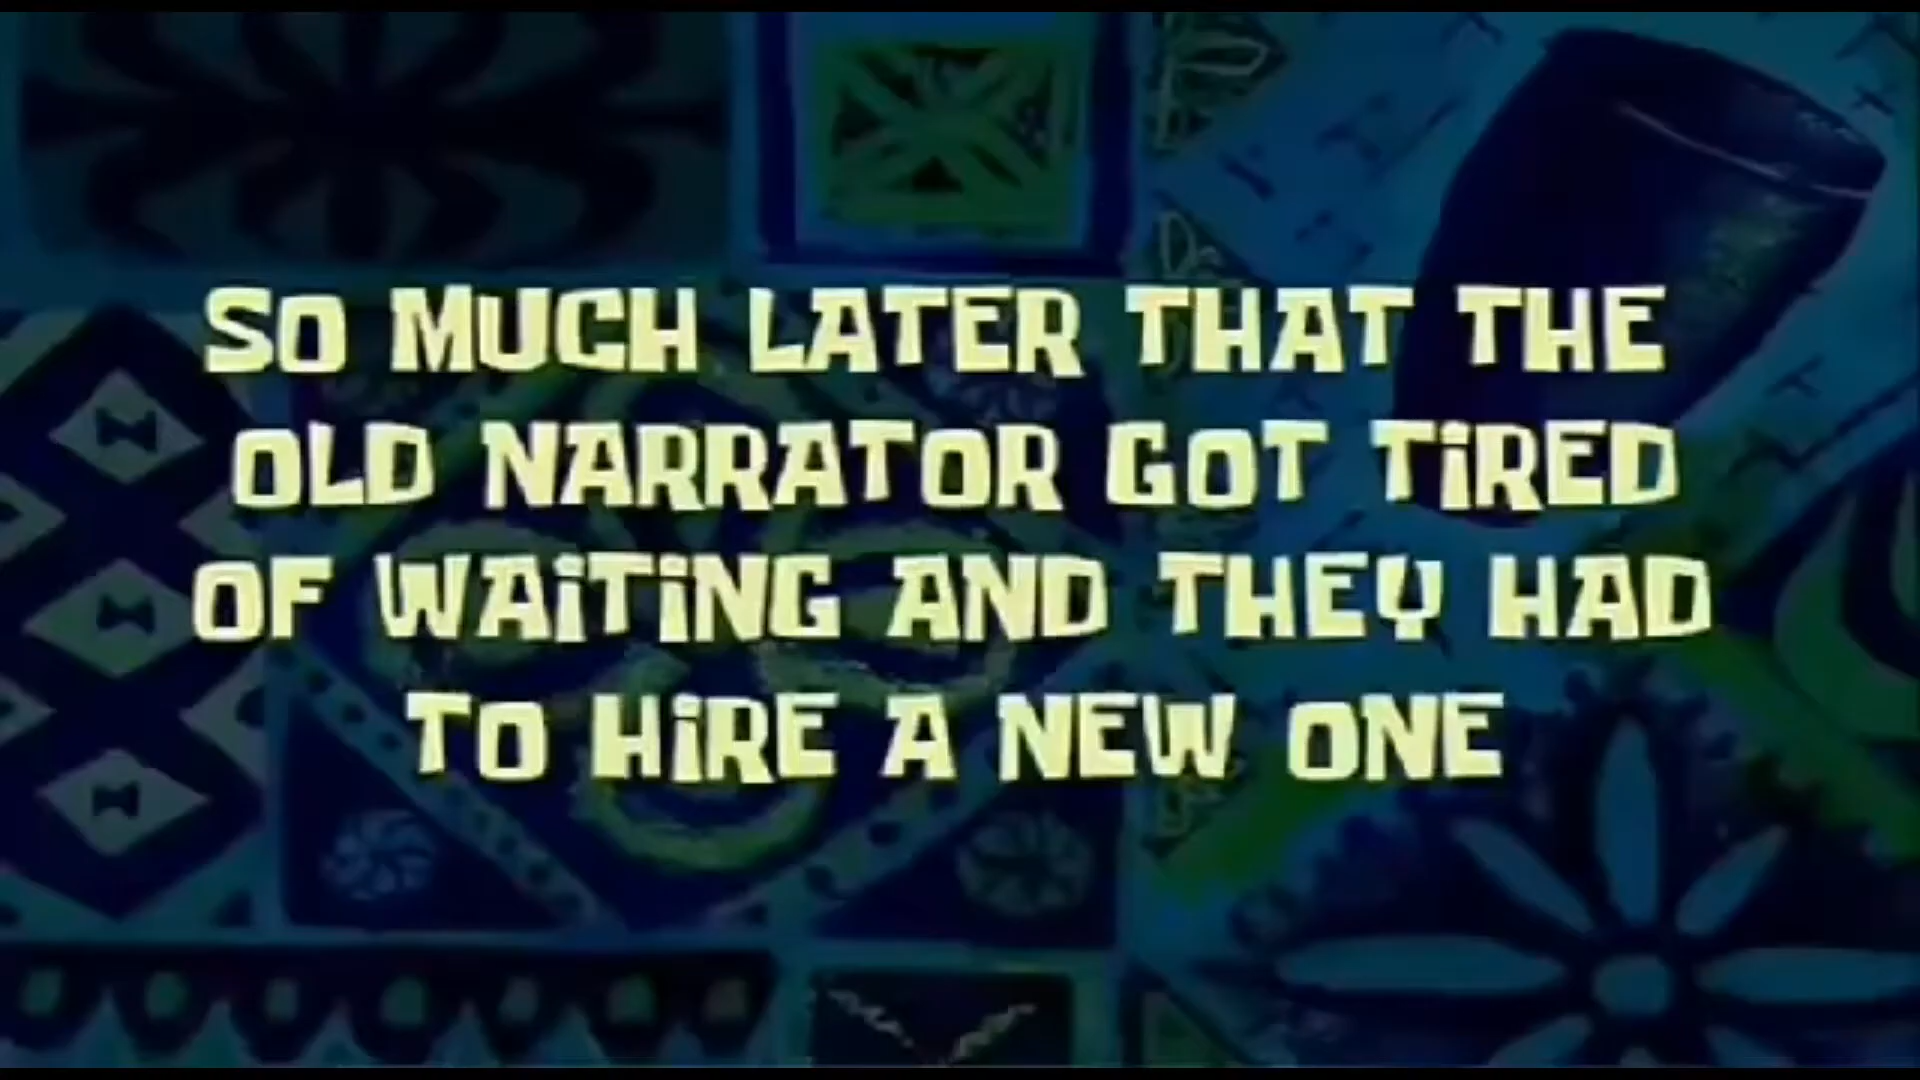 SO MUCH LATER THAT THE
OLD NARRATOR GOT TiRED
OF WAiTiNG AND THEY HAD
TO HiRE A NEW ONE